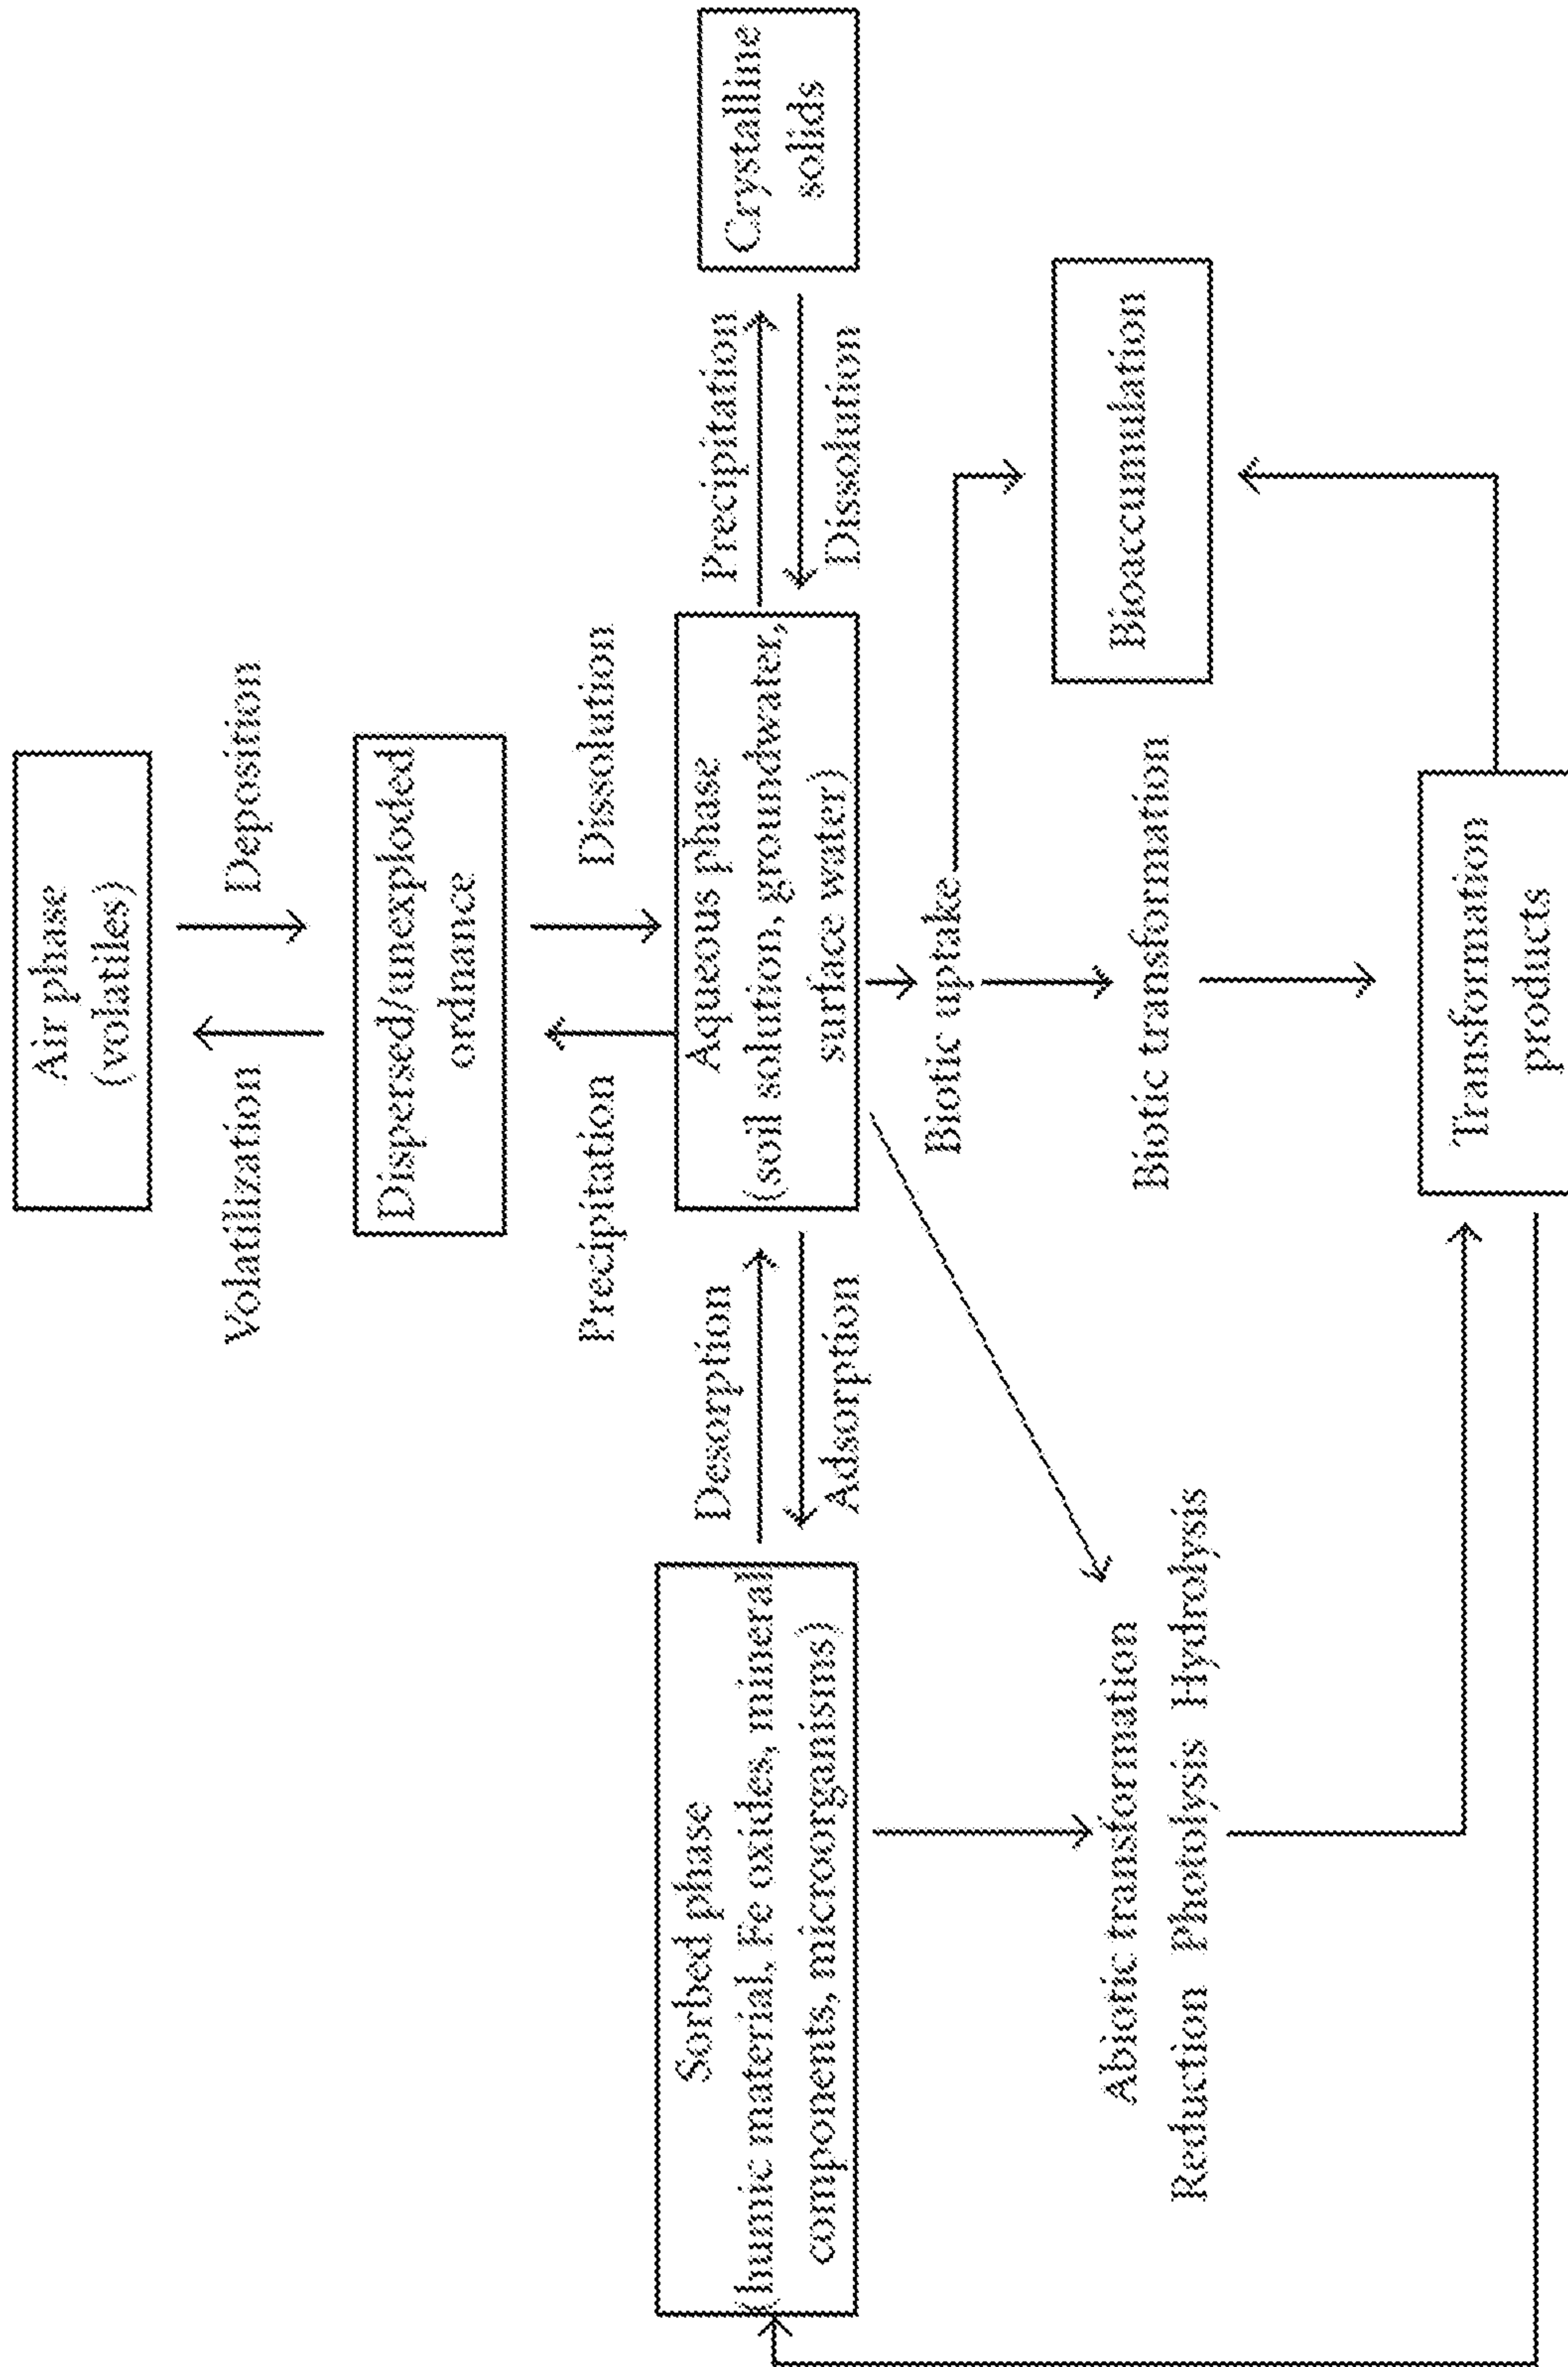 Air phase
(volatiles)
Volatillization
Deposition
Dispersed/unexploded
ordnance
Precipitation
Dissolution
Sorbed phase
(humic material, Fe oxides, mineral
components, microorganisms)
Desorption
Adsorption
Aqueous phase
(soil solution, groundwater,
surface water)
Precipitation
Dissolution
Crystalline
solids
Biotic uptake
Abiotic transformation
Reduction Photolysis Hydrolysis
Biotic transformation
Bioaccumulation
Transformation
products